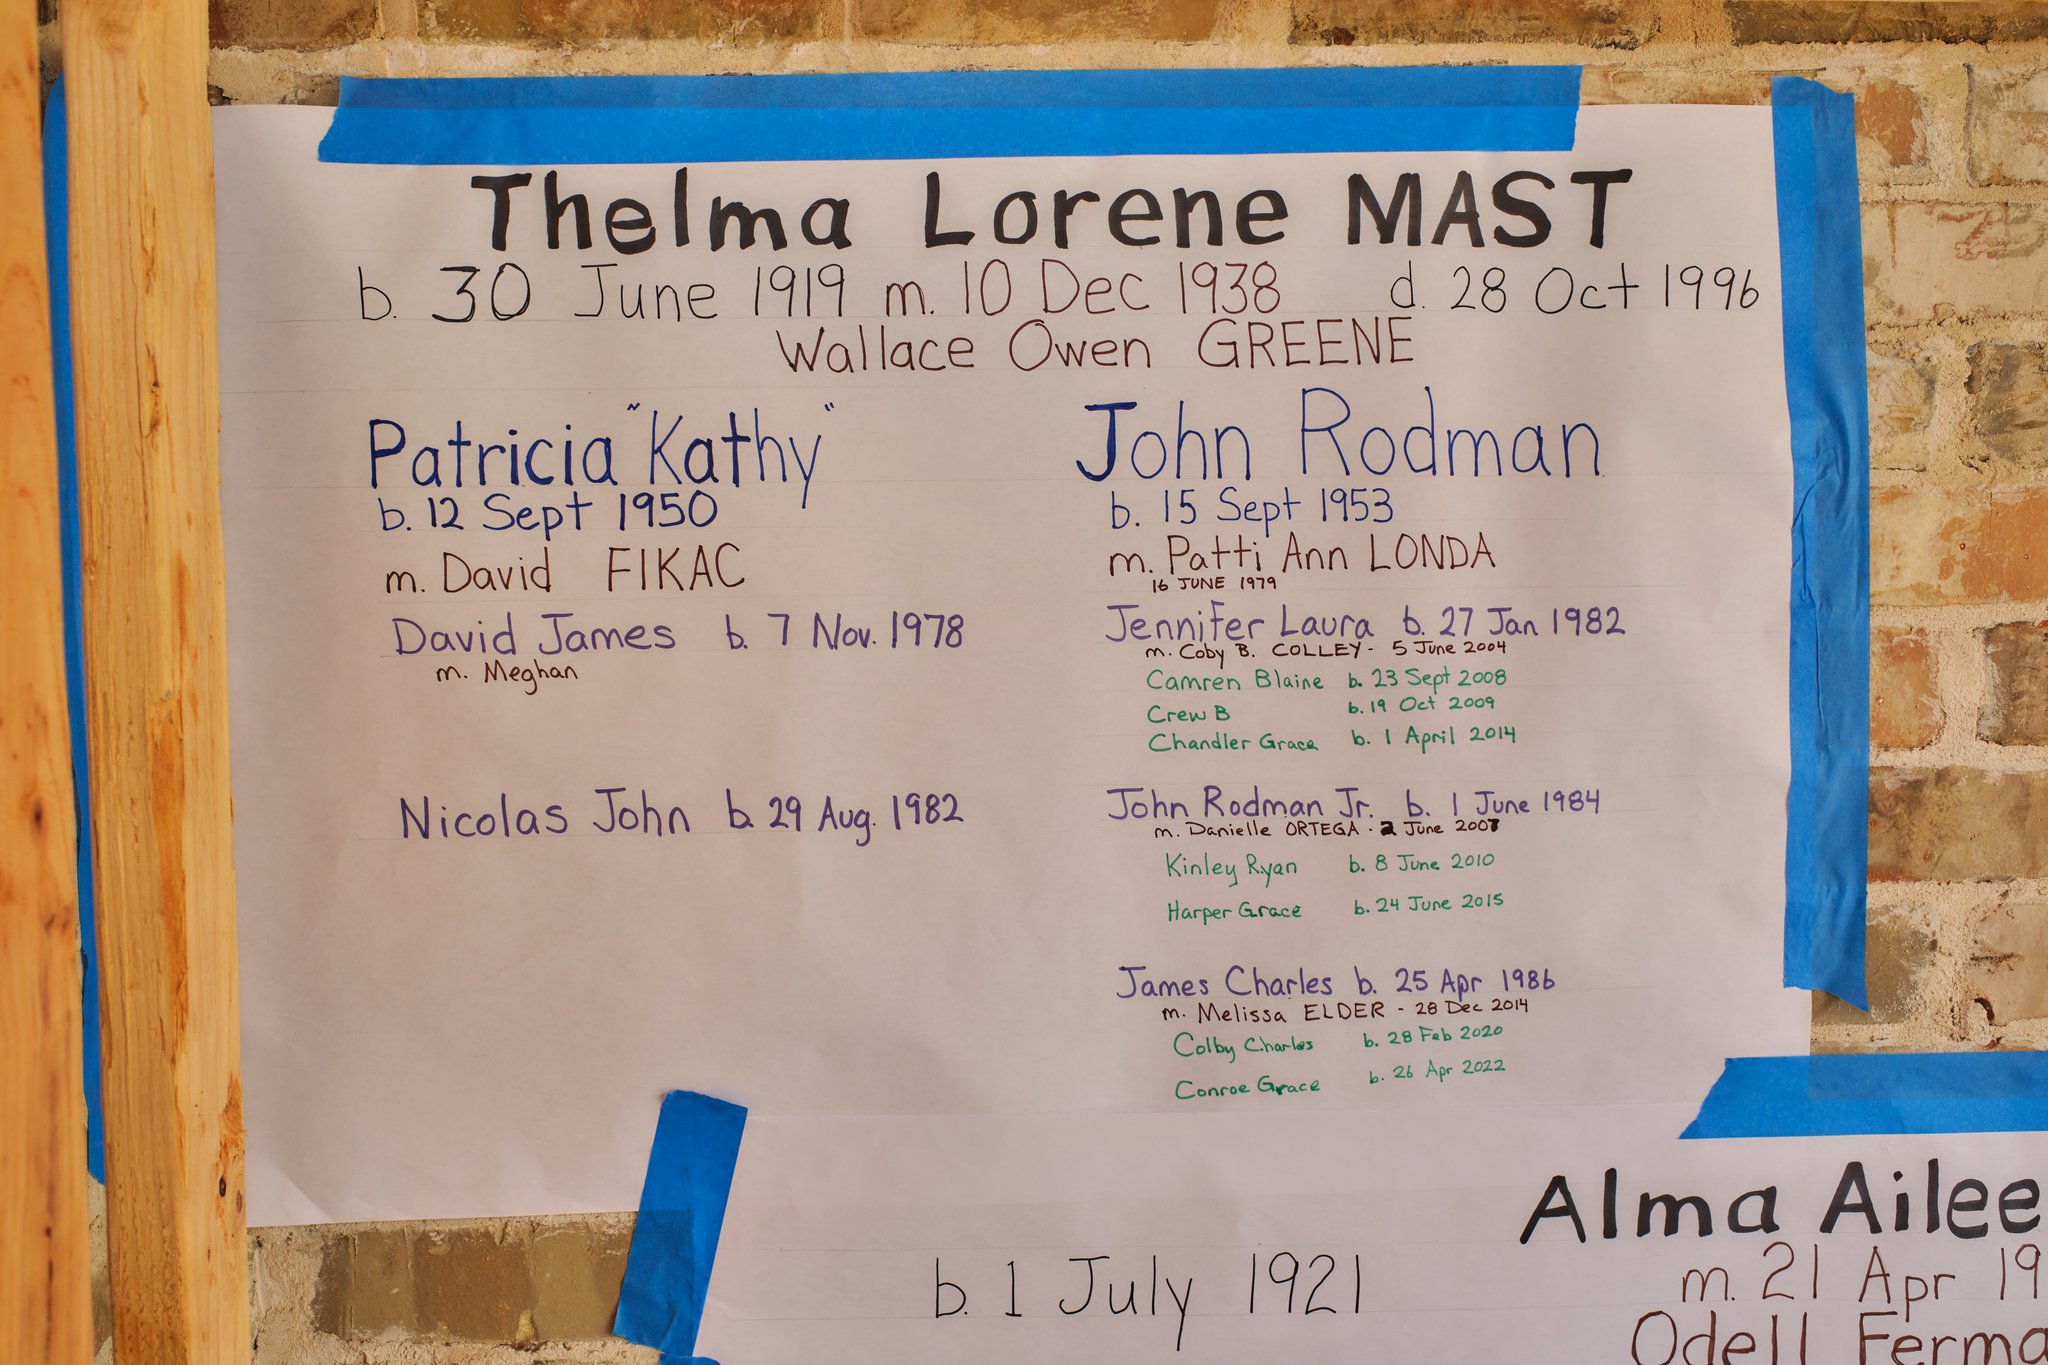 Thelma Lorene MAST
b. 30 June 1919 m. 10 Dec 1938 d. 28 Oct 1996
Wallace Owen GREENE
Patricia "Kathy"
b. 12 Sept 1950
m. David FIKAC
David James b. 7 Nov. 1978
m. Meghan
Nicolas John b. 29 Aug. 1982
John Rodman
b. 15 Sept 1953
m. Patti Ann LONDA
16 JUNE 1979
Jennifer Laura b. 27 Jan 1982
m. Coby B. COLLEY - 5 June 2004
Camren Blaine b. 23 Sept 2008
Crew B b. 19 Oct 2009
Chandler Grace b. 1 April 2014
John Rodman Jr. b. 1 June 1984
m. Danielle ORTEGA - 2 June 2007
Kinley Ryan b. 8 June 2010
Harper Grace b. 24 June 2015
James Charles b. 25 Apr 1986
m. Melissa ELDER - 28 Dec 2014
Colby Charles b. 28 Feb 2020
Conroe Grace b. 26 Apr 2022
Alma Ailee
b. 1 July 1921 m. 21 Apr 19
Odell Ferma